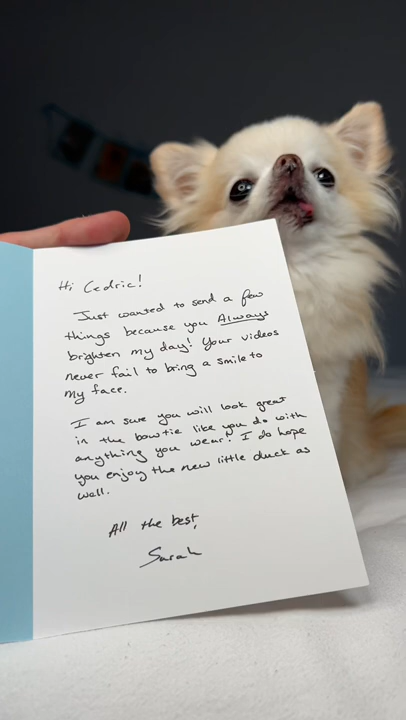 Hi Cedric!
Just wanted to send a few
things because you Always
brighten my day! Your videos
never fail to bring a smile to
my face.
I am sure you will look great
in the bowtie like you do with
anything you wear! I do hope
you enjoy the new little duck as
well.
All the best,
Sarah